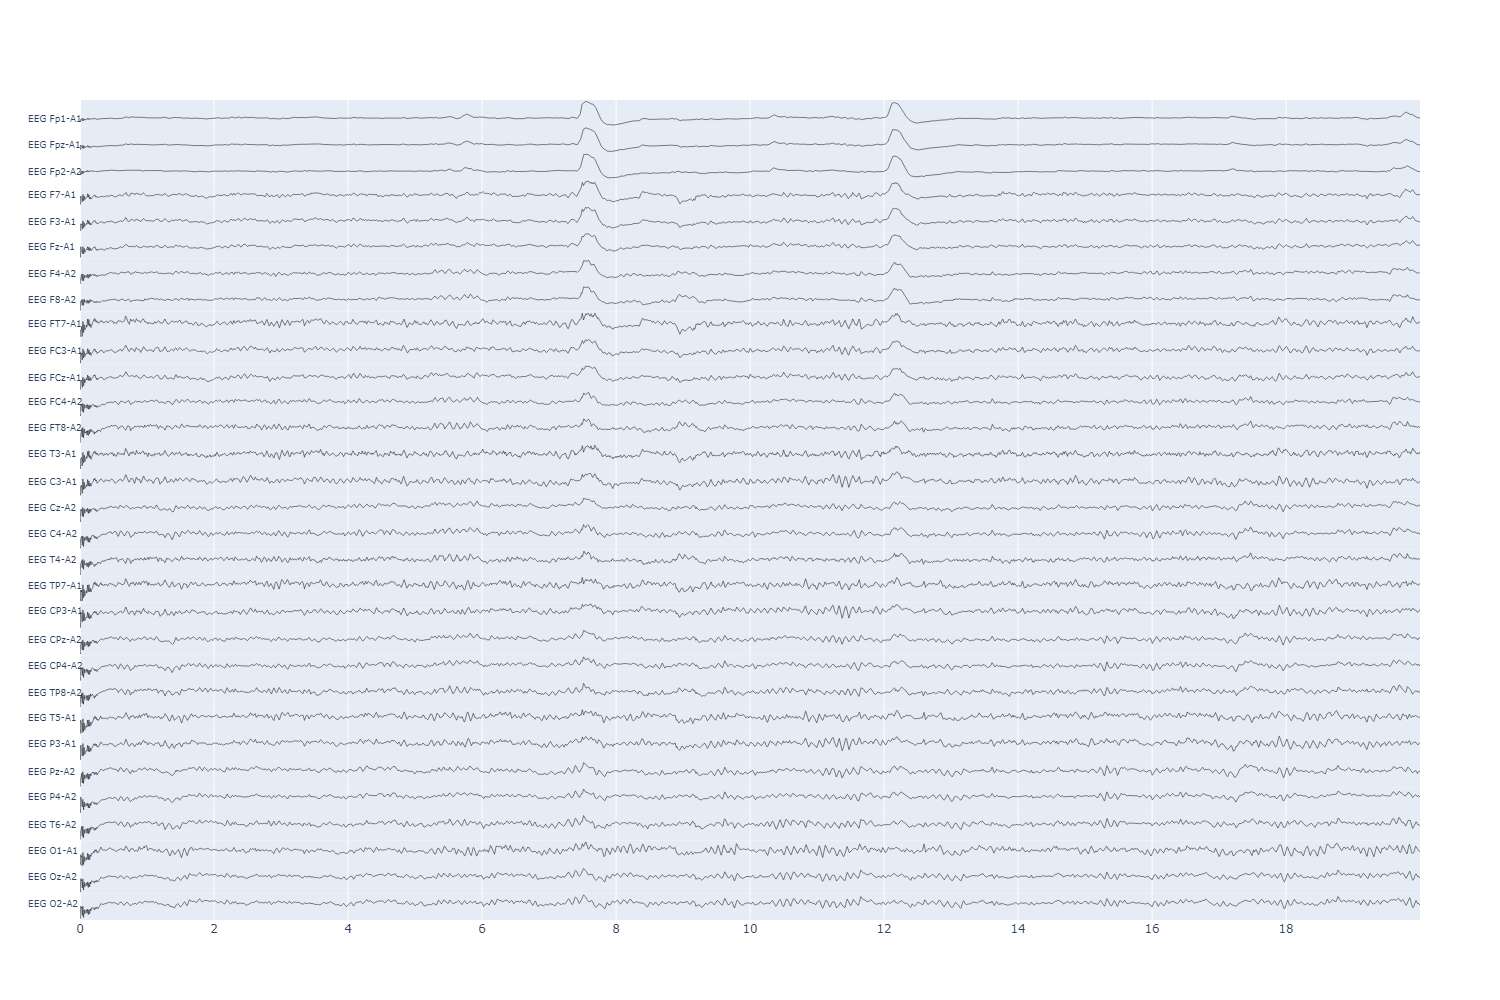 EEG Fp1-A1
EEG Fpz-A1
EEG Fp2-A2
EEG F7-A1
EEG F3-A1
EEG Fz-A1
EEG F4-A2
EEG F8-A2
EEG FT7-A1
EEG FC3-A1
EEG FCz-A1
EEG FC4-A2
EEG FT8-A2
EEG T3-A1
EEG C3-A1
EEG Cz-A2
EEG C4-A2
EEG T4-A2
EEG TP7-A1
EEG CP3-A1
EEG CPz-A2
EEG CP4-A2
EEG TP8-A2
EEG T5-A1
EEG P3-A1
EEG Pz-A2
EEG P4-A2
EEG T6-A2
EEG O1-A1
EEG Oz-A2
EEG O2-A2
0 2 4 6 8 10 12 14 16 18